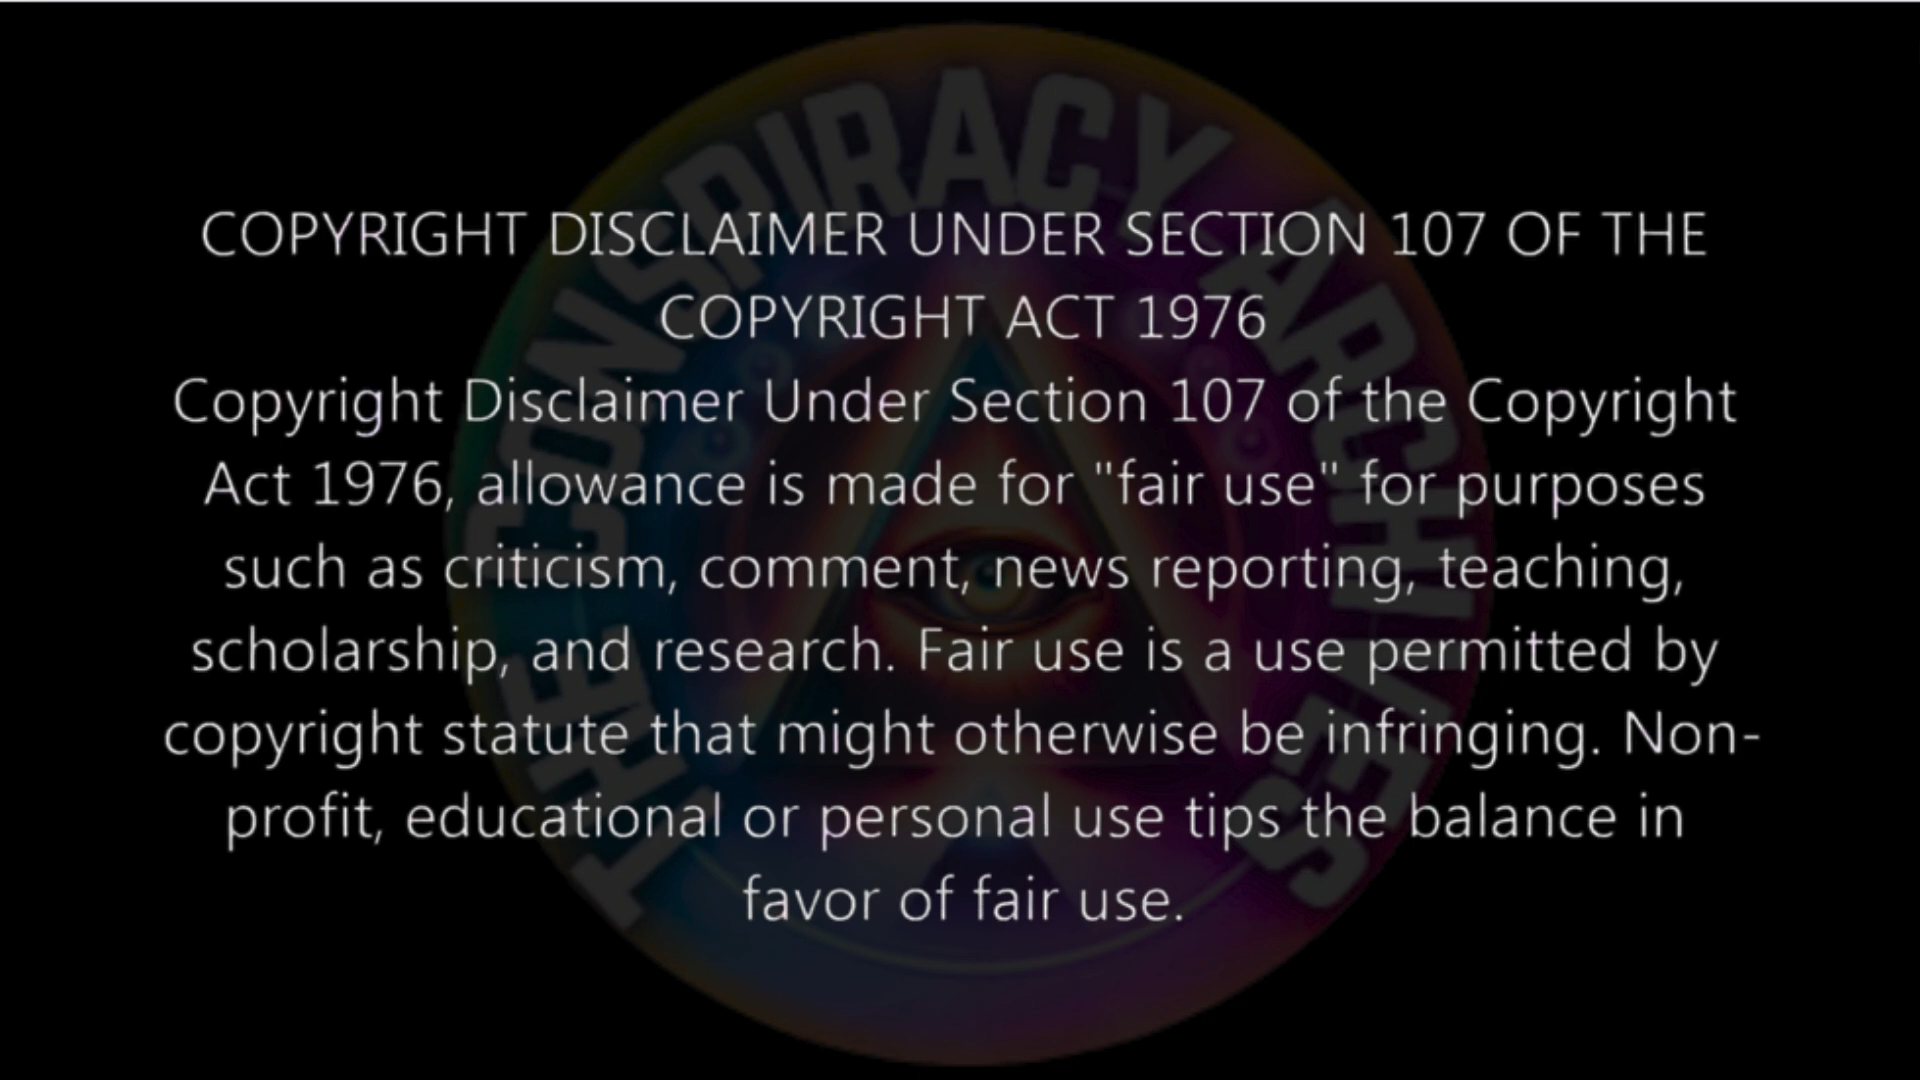 THE CONSPIRACY ARCHIVES
COPYRIGHT DISCLAIMER UNDER SECTION 107 OF THE
COPYRIGHT ACT 1976
Copyright Disclaimer Under Section 107 of the Copyright
Act 1976, allowance is made for "fair use" for purposes
such as criticism, comment, news reporting, teaching,
scholarship, and research. Fair use is a use permitted by
copyright statute that might otherwise be infringing. Non-
profit, educational or personal use tips the balance in
favor of fair use.